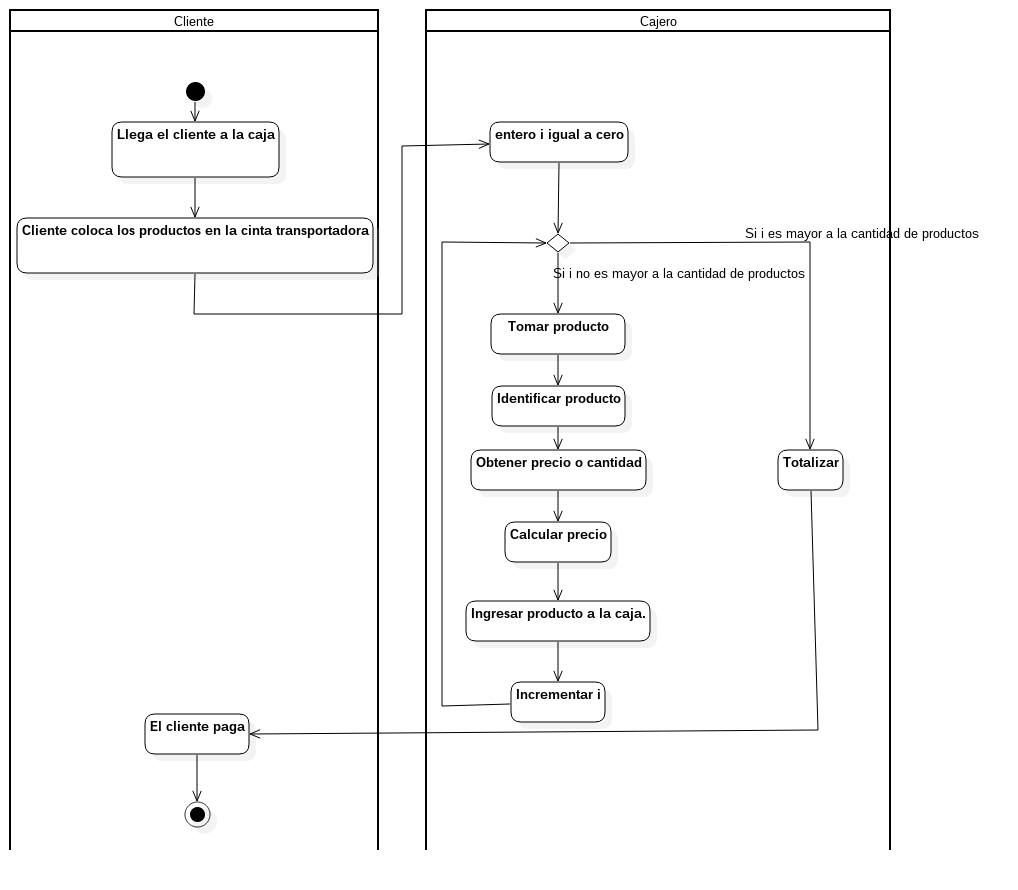 Cliente
Cajero
Llega el cliente a la caja
entero i igual a cero
Cliente coloca los productos en la cinta transportadora
Si i es mayor a la cantidad de productos
Si i no es mayor a la cantidad de productos
Tomar producto
Identificar producto
Obtener precio o cantidad
Totalizar
Calcular precio
Ingresar producto a la caja.
Incrementar i
El cliente paga